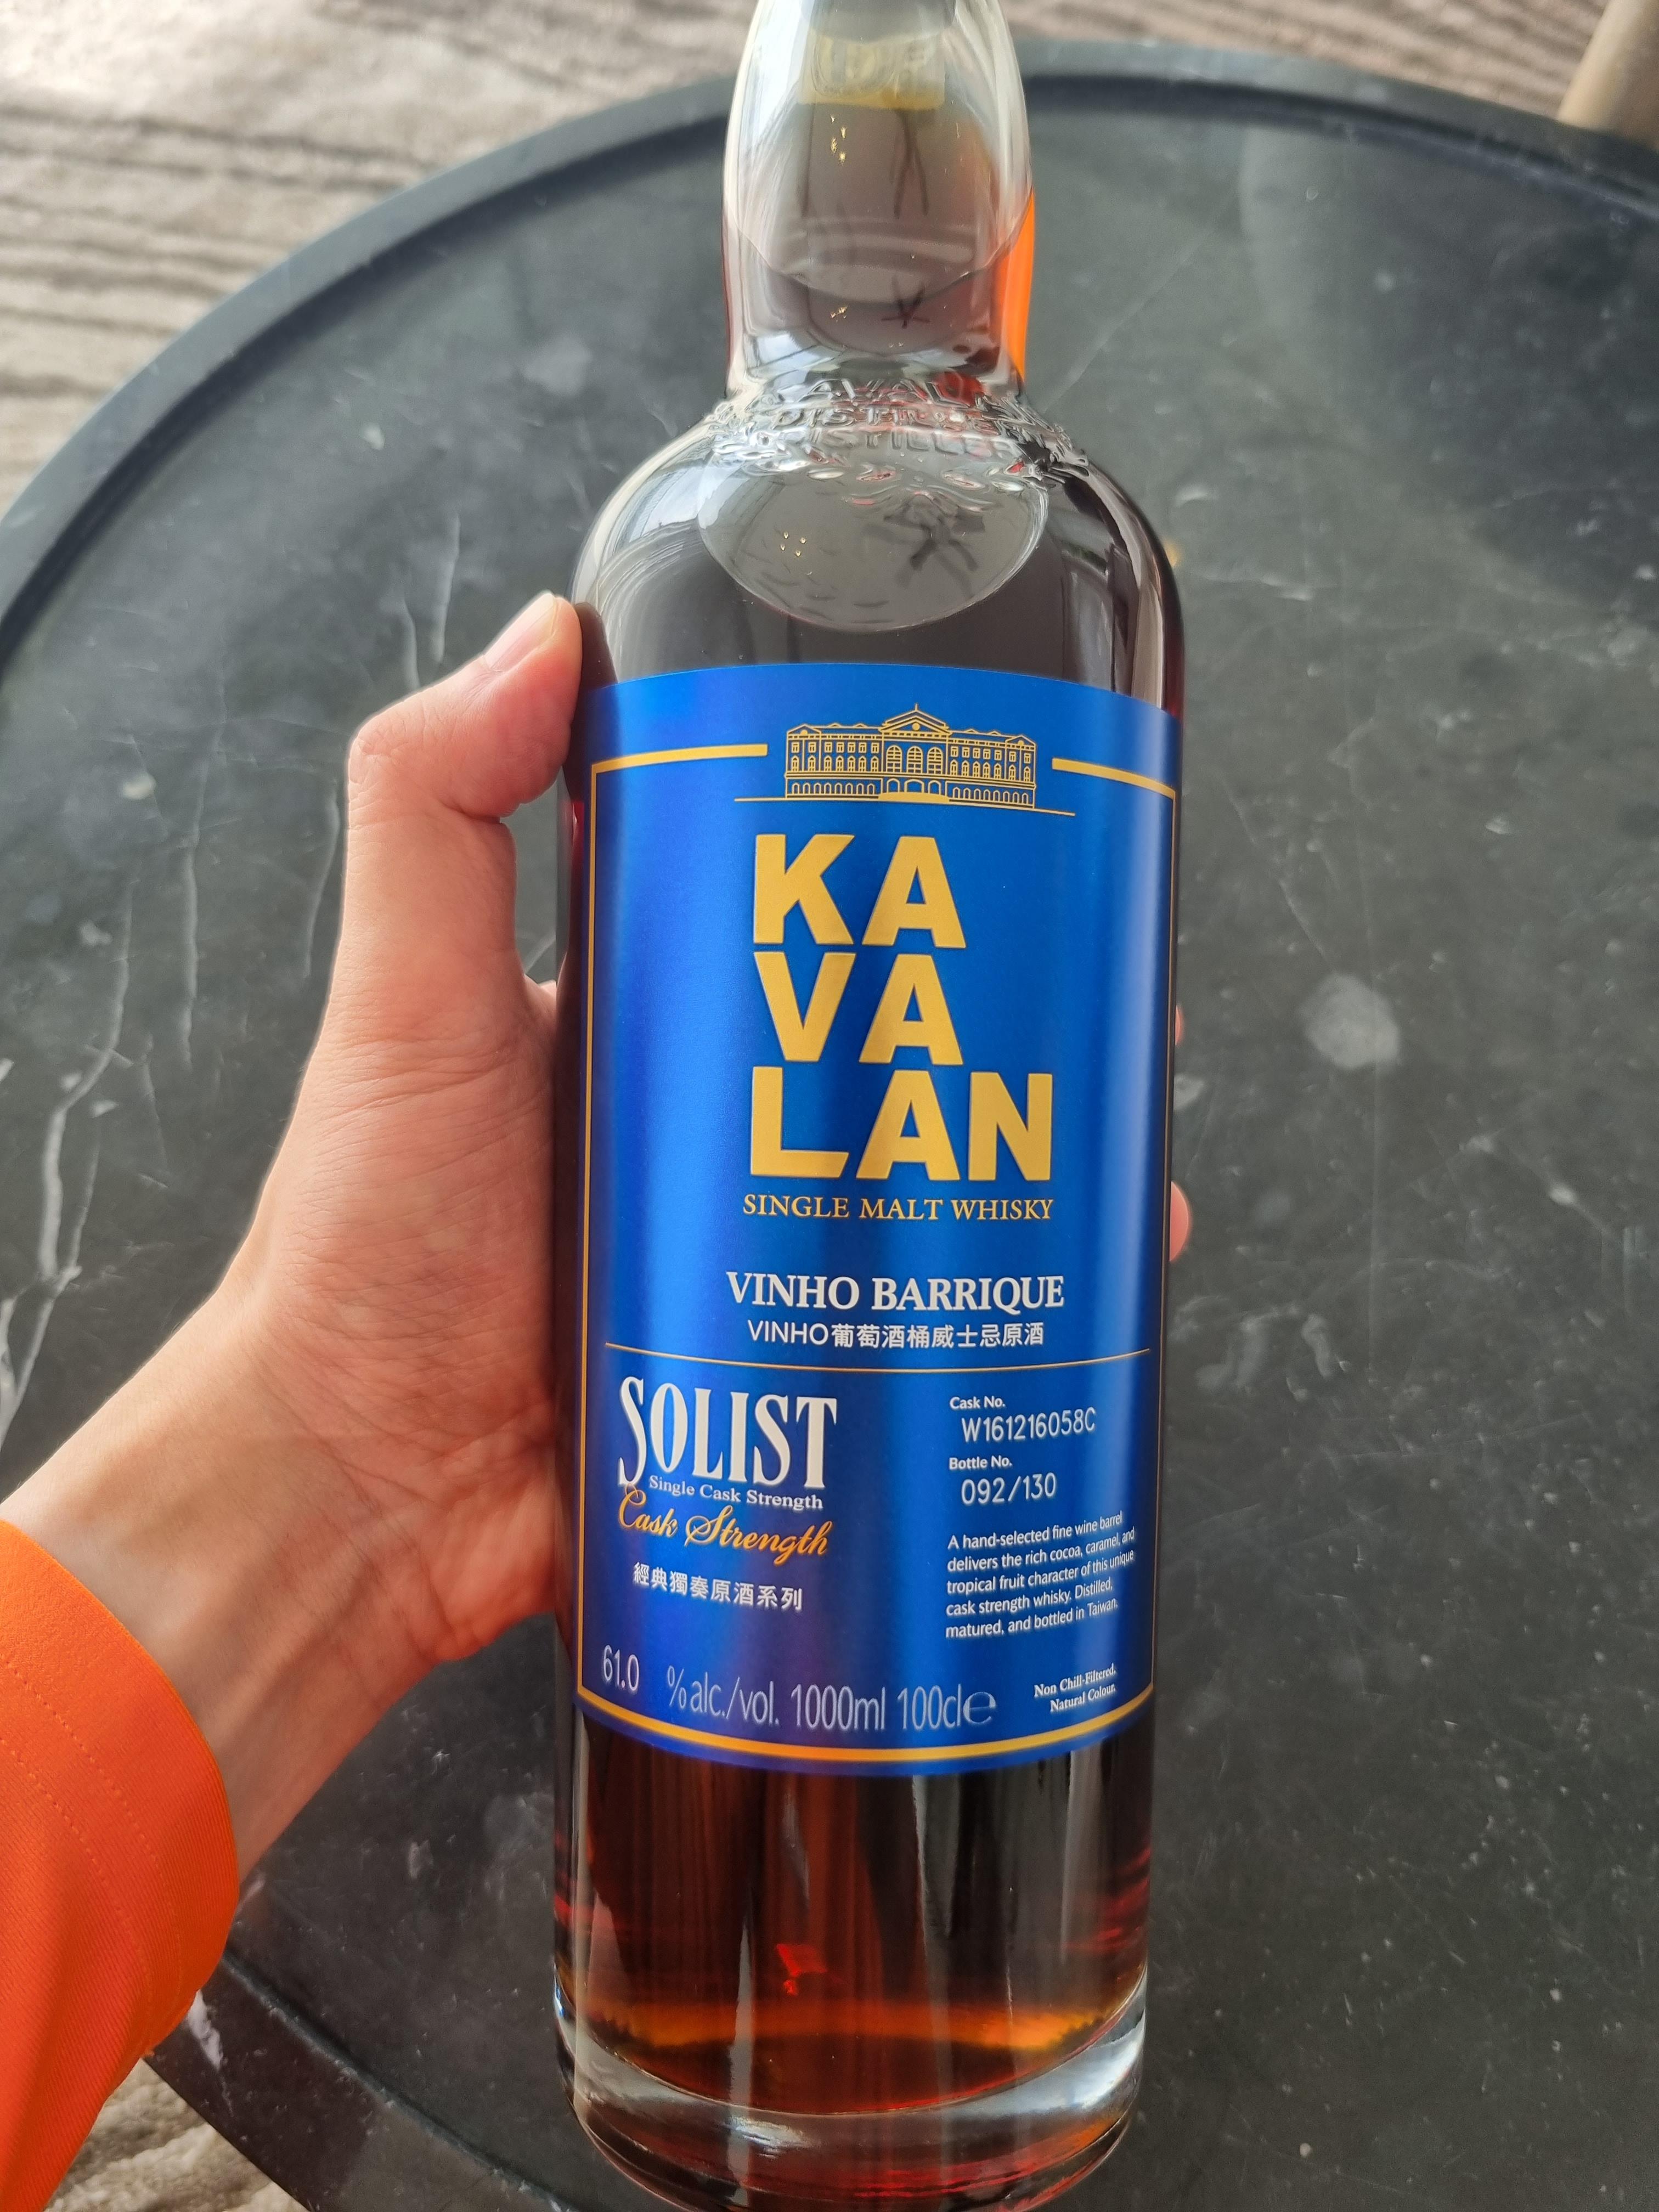 KA
VA
LAN
SINGLE MALT WHISKY
VINHO BARRIQUE
VINHO葡萄酒桶威士忌原酒
SOLIST
Single Cask Strength
Cask Strength
經典獨奏原酒系列
Cask No.
W161216058C
Bottle No.
092/130
A hand-selected fine wine barrel
delivers the rich cocoa, caramel, and
tropical fruit character of this unique
cask strength whisky. Distilled,
matured, and bottled in Taiwan.
61.0 %alc./vol. 1000ml 100cl℮
Non Chill-Filtered.
Natural Colour.